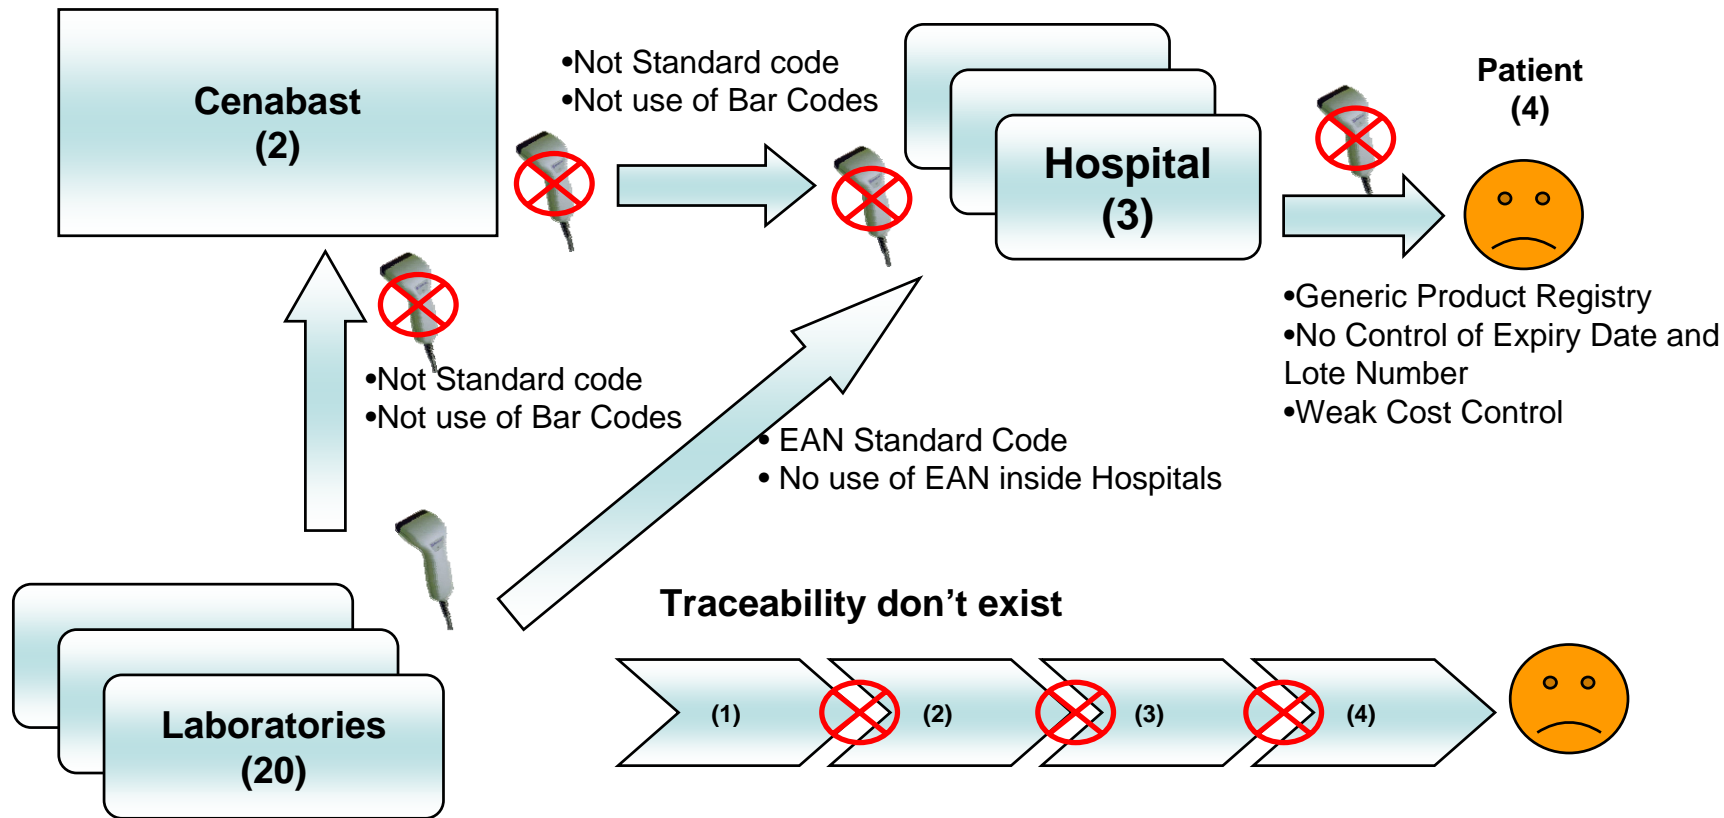 Cenabast
(2)
•Not Standard code
•Not use of Bar Codes
Hospital
(3)
Patient
(4)
•Generic Product Registry
•No Control of Expiry Date and
Lote Number
•Weak Cost Control
•Not Standard code
•Not use of Bar Codes
• EAN Standard Code
• No use of EAN inside Hospitals
Laboratories
(20)
Traceability don’t exist
(1)
(2)
(3)
(4)